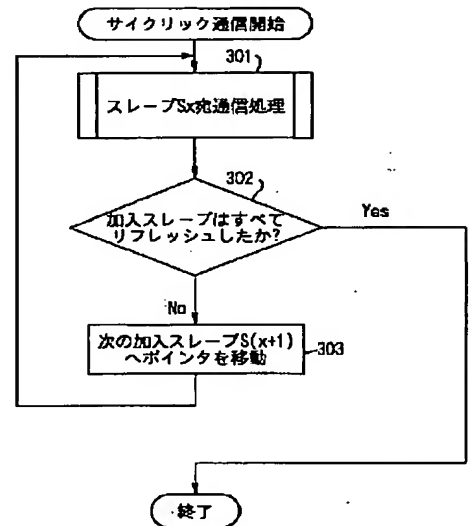 サイクリック通信開始
301
スレーブSx宛通信処理
302
加入スレーブはすべて
リフレッシュしたか?
Yes
No
次の加入スレーブS(x+1)
へポインタを移動
303
終了